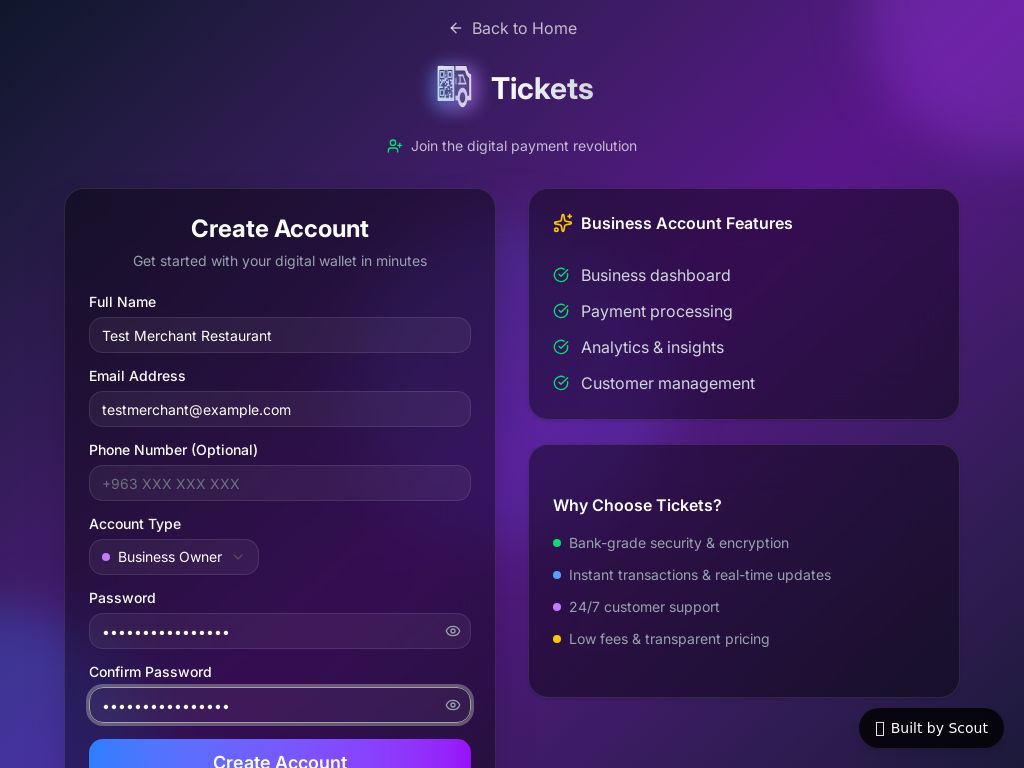 Back to Home
Tickets
Join the digital payment revolution
Create Account
Get started with your digital wallet in minutes
Full Name
Test Merchant Restaurant
Email Address
testmerchant@example.com
Phone Number (Optional)
+963 XXX XXX XXX
Account Type
Business Owner
Password
••••••••••••••••
Confirm Password
••••••••••••••••
Create Account
Business Account Features
Business dashboard
Payment processing
Analytics & insights
Customer management
Why Choose Tickets?
Bank-grade security & encryption
Instant transactions & real-time updates
24/7 customer support
Low fees & transparent pricing
Built by Scout